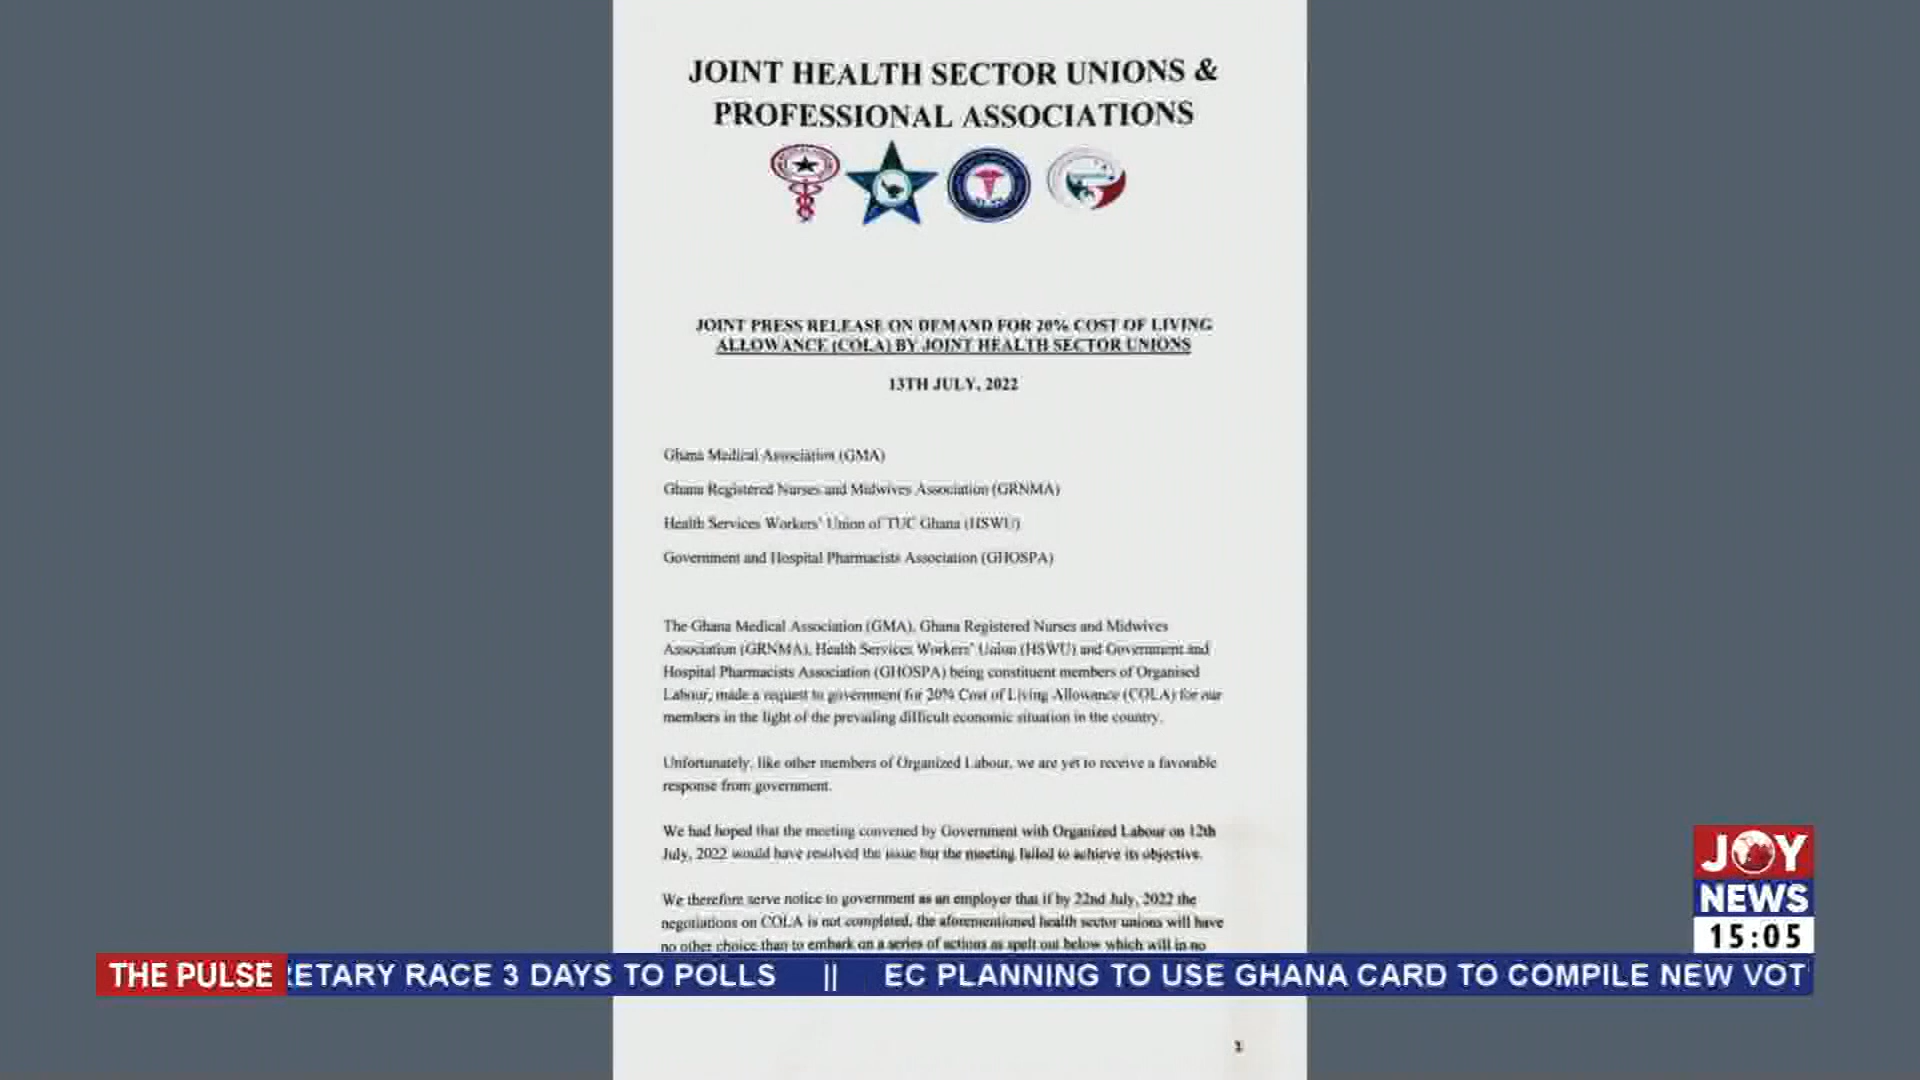 JOINT HEALTH SECTOR UNIONS &
PROFESSIONAL ASSOCIATIONS
JOINT PRESS RELEASE ON DEMAND FOR 20% COST OF LIVING
ALLOWANCE (COLA) BY JOINT HEALTH SECTOR UNIONS
13TH JULY, 2022
Ghana Medical Association (GMA)
Ghana Registered Nurses and Midwives Association (GRNMA)
Health Services Workers' Union of TUC Ghana (HSWU)
Government and Hospital Pharmacists Association (GHOSPA)
The Ghana Medical Association (GMA), Ghana Registered Nurses and Midwives
Association (GRNMA), Health Services Workers' Union (HSWU) and Government and
Hospital Pharmacists Association (GHOSPA) being constituent members of Organised
Labour, made a request to government for 20% Cost of Living Allowance (COLA) for our
members in the light of the prevailing difficult economic situation in the country.
Unfortunately, like other members of Organized Labour, we are yet to receive a favorable
response from government.
We had hoped that the meeting convened by Government with Organized Labour on 12th
July, 2022 would have resolved the issue but the meeting failed to achieve its objective.
We therefore serve notice to government as an employer that if by 22nd July, 2022 the
negotiations on COLA is not completed, the aforementioned health sector unions will have
no other choice than to embark on a series of actions as spelt out below which will in no
JOY
NEWS
15:05
THE PULSE RETARY RACE 3 DAYS TO POLLS || EC PLANNING TO USE GHANA CARD TO COMPILE NEW VOT
1